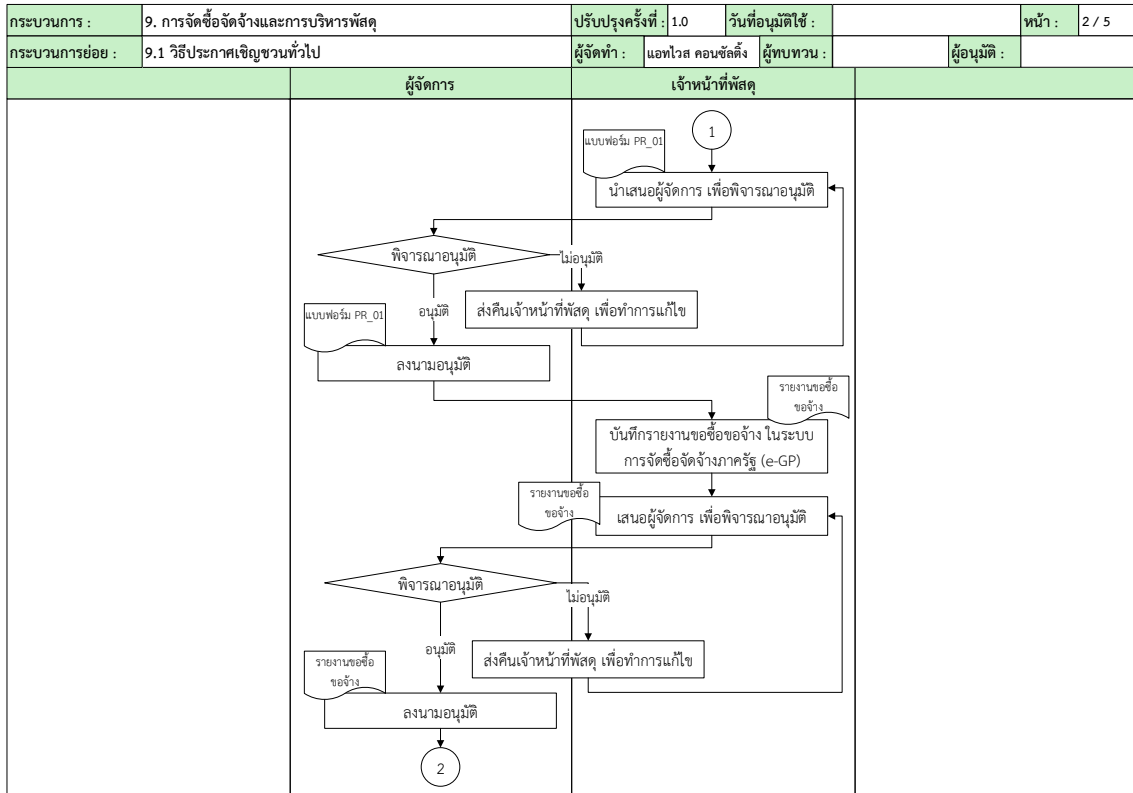 กระบวนการ : 9. การจัดซื้อจัดจ้างและการบริหารพัสดุ ปรับปรุงครั้งที่ : 1.0 วันที่อนุมัติใช้ : หน้า : 2 / 5
กระบวนการย่อย : 9.1 วิธีประกาศเชิญชวนทั่วไป ผู้จัดทำ : แอทไวส คอนซัลติ้ง ผู้ทบทวน : ผู้อนุมัติ :
ผู้จัดการ เจ้าหน้าที่พัสดุ
1
แบบฟอร์ม PR_01
นำเสนอผู้จัดการ เพื่อพิจารณาอนุมัติ
พิจารณาอนุมัติ
ไม่อนุมัติ
อนุมัติ
ส่งคืนเจ้าหน้าที่พัสดุ เพื่อทำการแก้ไข
แบบฟอร์ม PR_01
ลงนามอนุมัติ
รายงานขอซื้อ
ขอจ้าง
บันทึกรายงานขอซื้อขอจ้าง ในระบบ
การจัดซื้อจัดจ้างภาครัฐ (e-GP)
รายงานขอซื้อ
ขอจ้าง
เสนอผู้จัดการ เพื่อพิจารณาอนุมัติ
พิจารณาอนุมัติ
ไม่อนุมัติ
อนุมัติ
ส่งคืนเจ้าหน้าที่พัสดุ เพื่อทำการแก้ไข
รายงานขอซื้อ
ขอจ้าง
ลงนามอนุมัติ
2